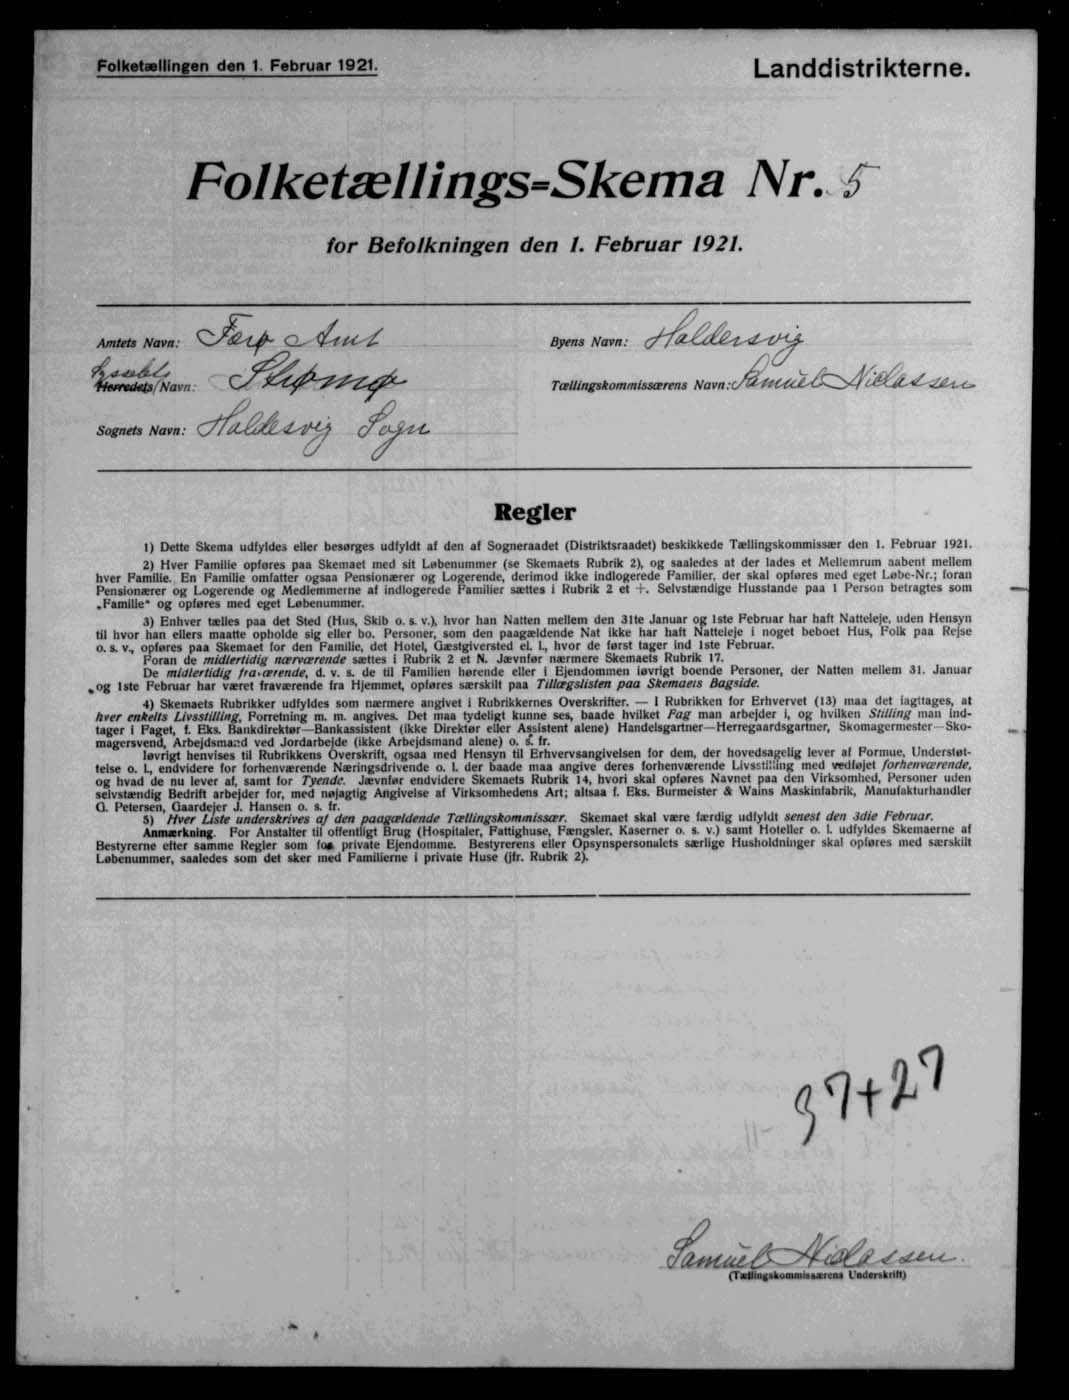 Folketællingen den 1. Februar 1921.
Landdistrikterne.
Folketællings=Skema Nr. 5
for Befolkningen den 1. Februar 1921.
Amtets Navn: Færø Amt
Byens Navn: Haldersvig
Sysselets
Herredets Navn: Strømø
Tællingskommissærens Navn: Samuel Niclassen
Sognets Navn: Haldesvig Sogn
Regler
1) Dette Skema udfyldes eller besørges udfyldt af den af Sogneraadet (Distriktsraadet) beskikkede Tællingskommissær den 1. Februar 1921.
2) Hver Familie opføres paa Skemaet med sit Løbenummer (se Skemaets Rubrik 2), og saaledes at der lades et Mellemrum aabent mellem
hver Familie. En Familie omfatter ogsaa Pensionærer og Logerende, derimod ikke indlogerede Familier, der skal opføres med eget Løbe-Nr.; foran
Pensionærer og Logerende og Medlemmerne af indlogerede Familier sættes i Rubrik 2 et +. Selvstændige Husstande paa 1 Person betragtes som
„Familie“ og opføres med eget Løbenummer.
3) Enhver tælles paa det Sted (Hus, Skib o. s. v.), hvor han Natten mellem den 31te Januar og 1ste Februar har haft Natteleje, uden Hensyn
til hvor han ellers maatte opholde sig eller bo. Personer, som den paagældende Nat ikke har haft Natteleje i noget beboet Hus, Folk paa Rejse
o. s. v., opføres paa Skemaet for den Familie, det Hotel, Gæstgiversted el. l., hvor de først tager ind 1ste Februar.
Foran de midlertidig nærværende sættes i Rubrik 2 et N. Jævnfør nærmere Skemaets Rubrik 17.
De midlertidig fraværende, d. v. s. de til Familien hørende eller i Ejendommen iøvrigt boende Personer, der Natten mellem 31. Januar
og 1ste Februar har været fraværende fra Hjemmet, opføres særskilt paa Tillægslisten paa Skemaets Bagside.
4) Skemaets Rubrikker udfyldes som nærmere angivet i Rubrikkernes Overskrifter. — I Rubrikken for Erhvervet (13) maa det iagttages, at
hver enkelts Livsstilling, Forretning m. m. angives. Det maa tydeligt kunne ses, baade hvilket Fag man arbejder i, og hvilken Stilling man ind-
tager i Faget, f. Eks. Bankdirektør—Bankassistent (ikke Direktør eller Assistent alene) Handelsgartner—Herregaardsgartner, Skomagermester—Sko-
magersvend, Arbejdsmand ved Jordarbejde (ikke Arbejdsmand alene) o. s. fr.
Iøvrigt henvises til Rubrikkens Overskrift, ogsaa med Hensyn til Erhvervsangivelsen for dem, der hovedsagelig lever af Formue, Understøt-
telse o. l., endvidere for forhenværende Næringsdrivende o. l. der baade maa angive deres forhenværende Livsstilling med vedføjet forhenværende,
og hvad de nu lever af, samt for Tyende. Jævnfør endvidere Skemaets Rubrik 14, hvori skal opføres Navnet paa den Virksomhed, Personer uden
selvstændig Bedrift arbejder for, med nøjagtig Angivelse af Virksomhedens Art; altsaa f. Eks. Burmeister & Wains Maskinfabrik, Manufakturhandler
G. Petersen, Gaardejer J. Hansen o. s. fr.
5) Hver Liste underskrives af den paagældende Tællingskommissær. Skemaet skal være færdig udfyldt senest den 3die Februar.
Anmærkning. For Anstalter til offentligt Brug (Hospitaler, Fattighuse, Fængsler, Kaserner o. s. v.) samt Hoteller o. l. udfyldes Skemaerne af
Bestyrerne efter samme Regler som for private Ejendomme. Bestyrerens eller Opsynspersonalets særlige Husholdninger skal opføres med særskilt
Løbenummer, saaledes som det sker med Familierne i private Huse (jfr. Rubrik 2).
37+27
Samuel Niclassen.
(Tællingskommissærens Underskrift)